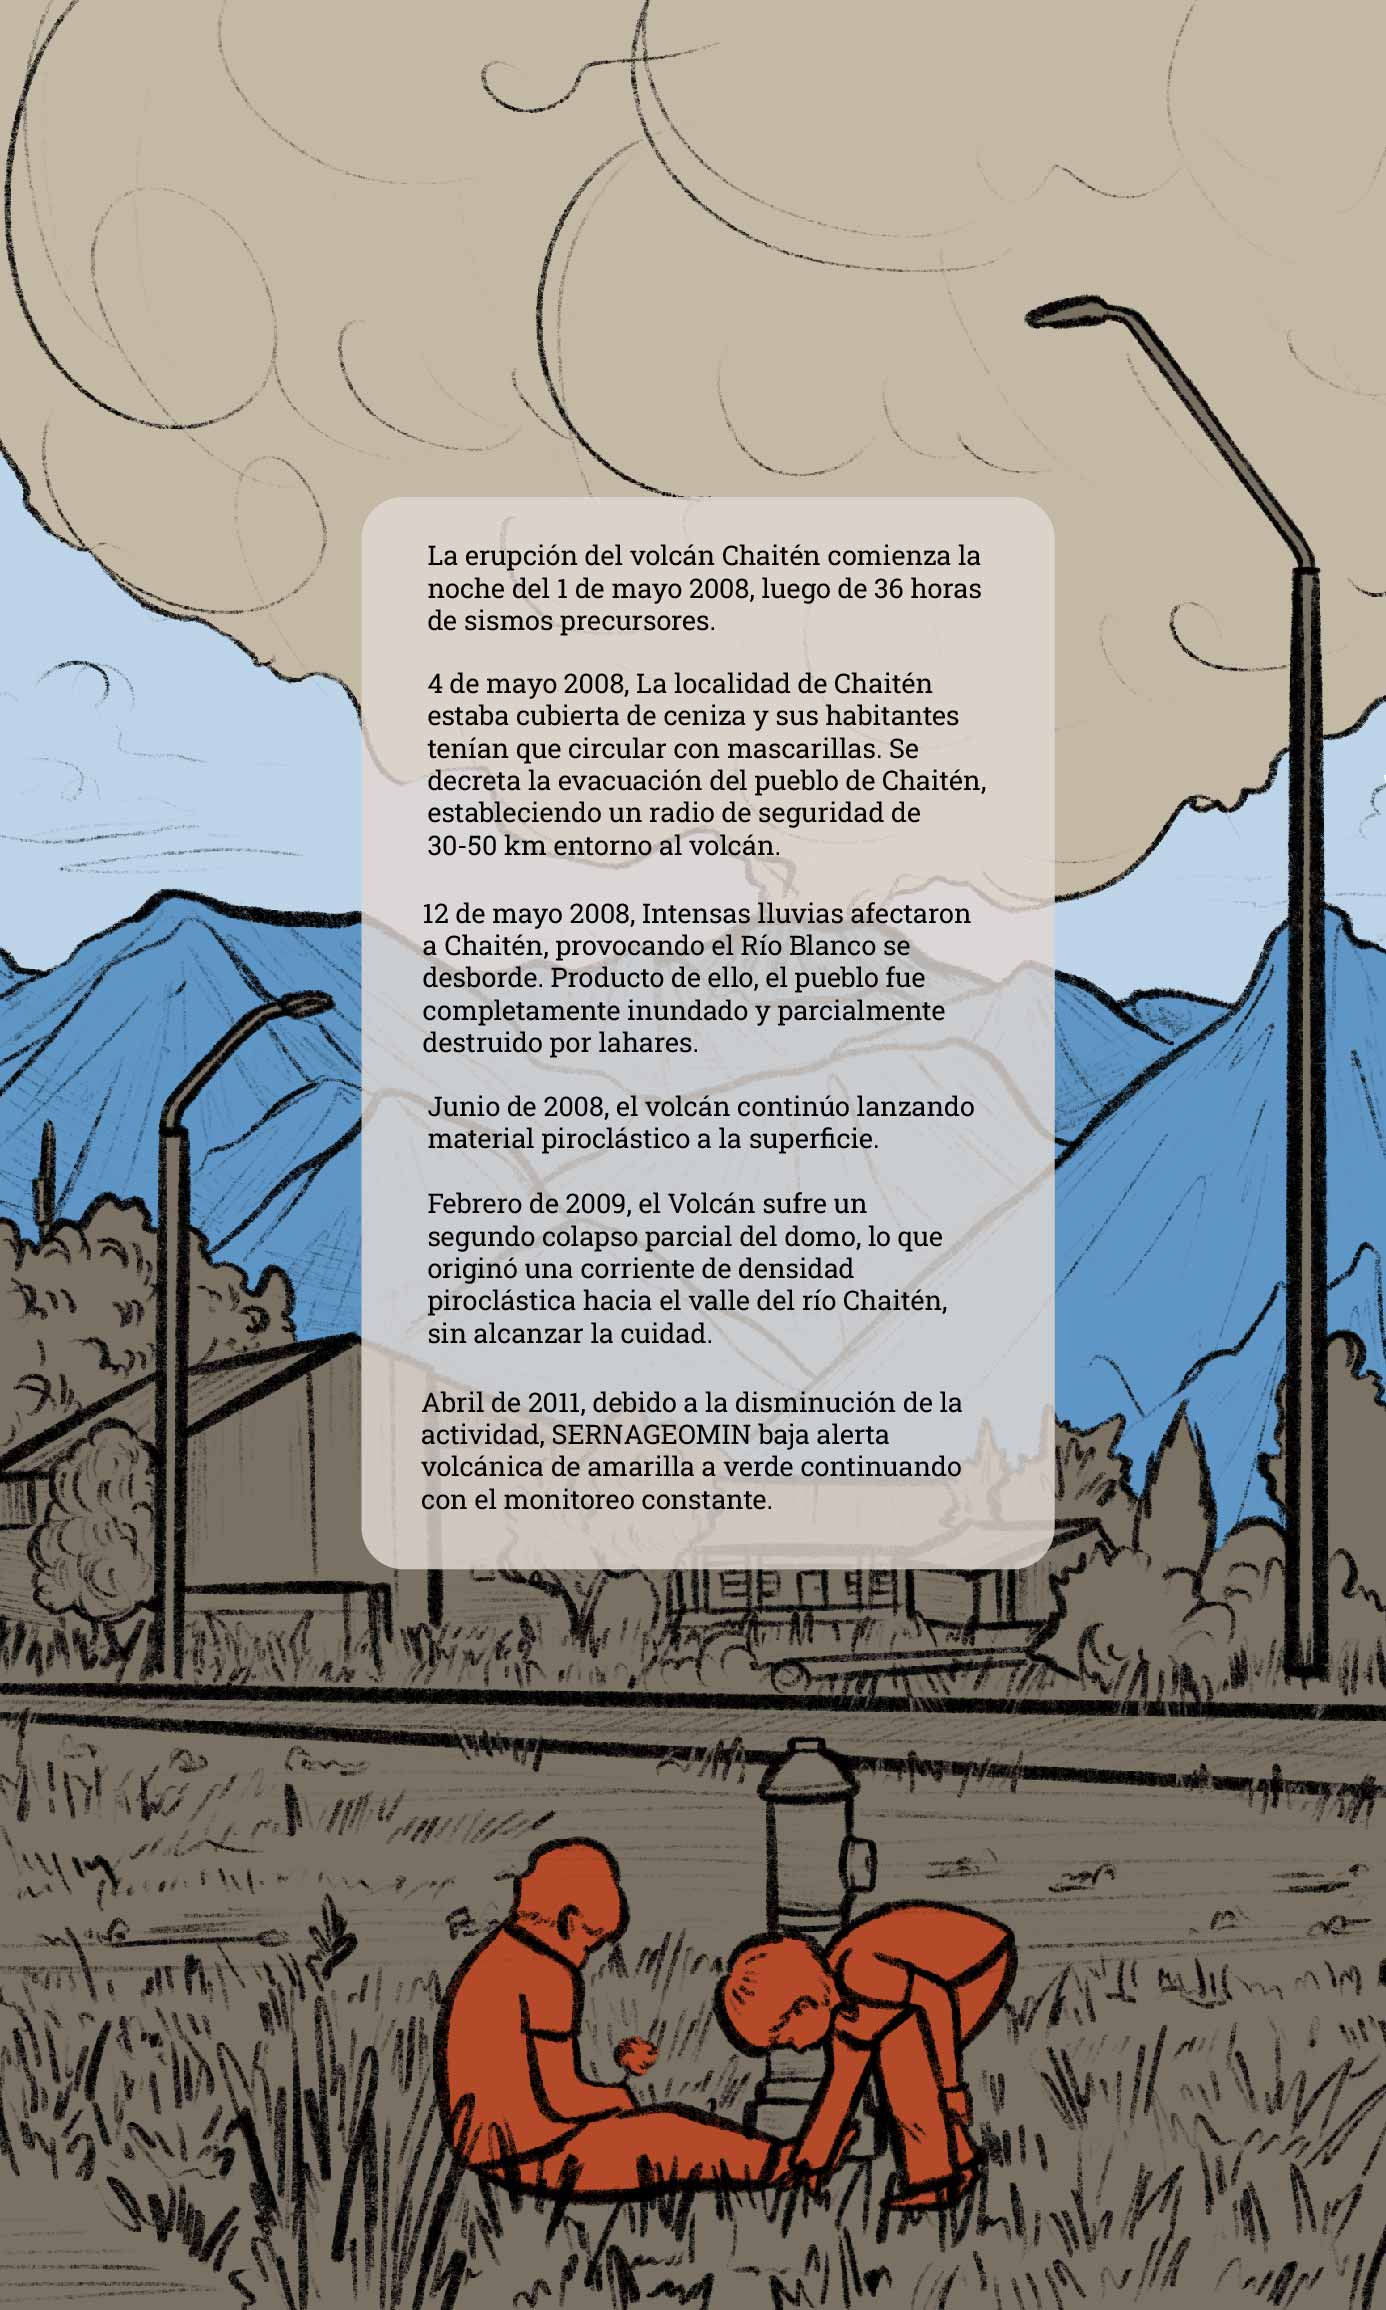 La erupción del volcán Chaitén comienza la
noche del 1 de mayo 2008, luego de 36 horas
de sismos precursores.
4 de mayo 2008, La localidad de Chaitén
estaba cubierta de ceniza y sus habitantes
tenían que circular con mascarillas. Se
decreta la evacuación del pueblo de Chaitén,
estableciendo un radio de seguridad de
30-50 km entorno al volcán.
12 de mayo 2008, Intensas lluvias afectaron
a Chaitén, provocando el Río Blanco se
desborde. Producto de ello, el pueblo fue
completamente inundado y parcialmente
destruido por lahares.
Junio de 2008, el volcán continúo lanzando
material piroclástico a la superficie.
Febrero de 2009, el Volcán sufre un
segundo colapso parcial del domo, lo que
originó una corriente de densidad
piroclástica hacia el valle del río Chaitén,
sin alcanzar la cuidad.
Abril de 2011, debido a la disminución de la
actividad, SERNAGEOMIN baja alerta
volcánica de amarilla a verde continuando
con el monitoreo constante.